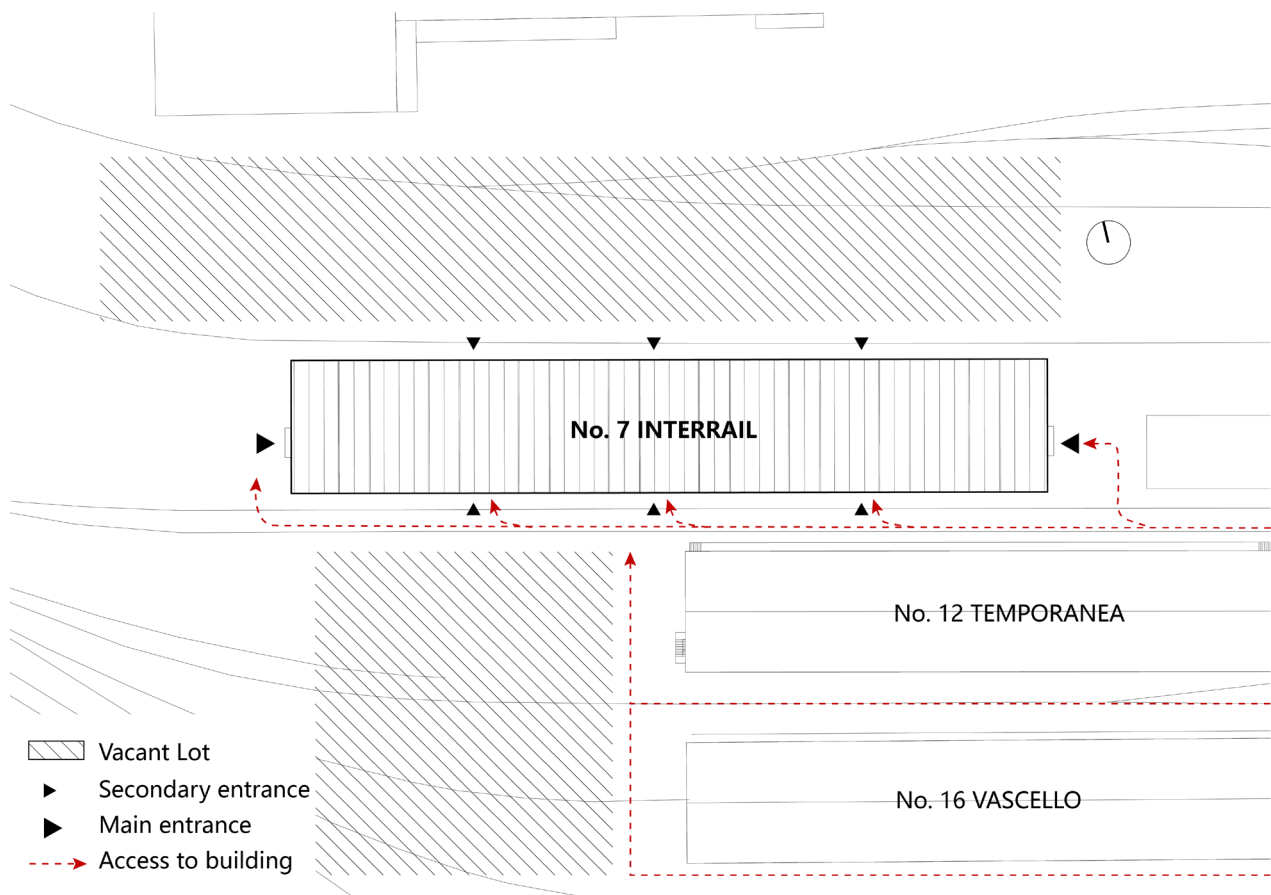 No. 7 INTERRAIL
No. 12 TEMPORANEA
No. 16 VASCELLO
Vacant Lot
Secondary entrance
Main entrance
Access to building